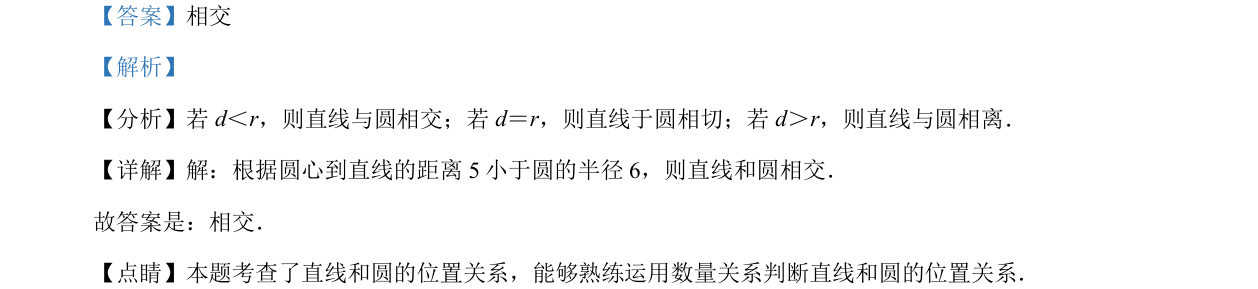 【答案】相交
【解析】
【分析】若 d＜r，则直线与圆相交；若 d＝r，则直线于圆相切；若 d＞r，则直线与圆相离．
【详解】解：根据圆心到直线的距离 5 小于圆的半径 6，则直线和圆相交．
故答案是：相交．
【点睛】本题考查了直线和圆的位置关系，能够熟练运用数量关系判断直线和圆的位置关系．